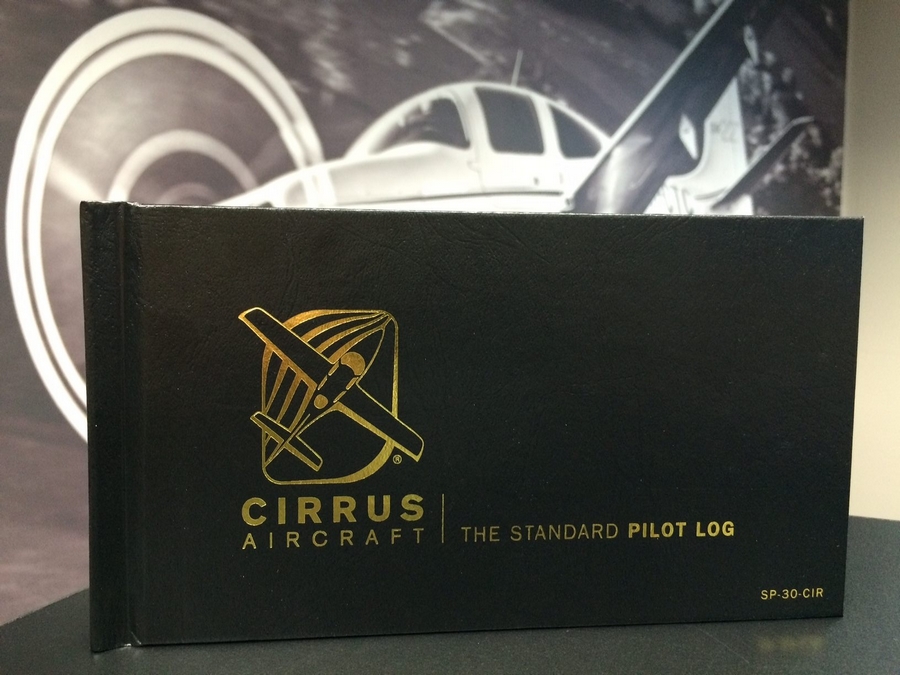 CIRRUS
AIRCRAFT
THE STANDARD PILOT LOG
®
SP-30-CIR